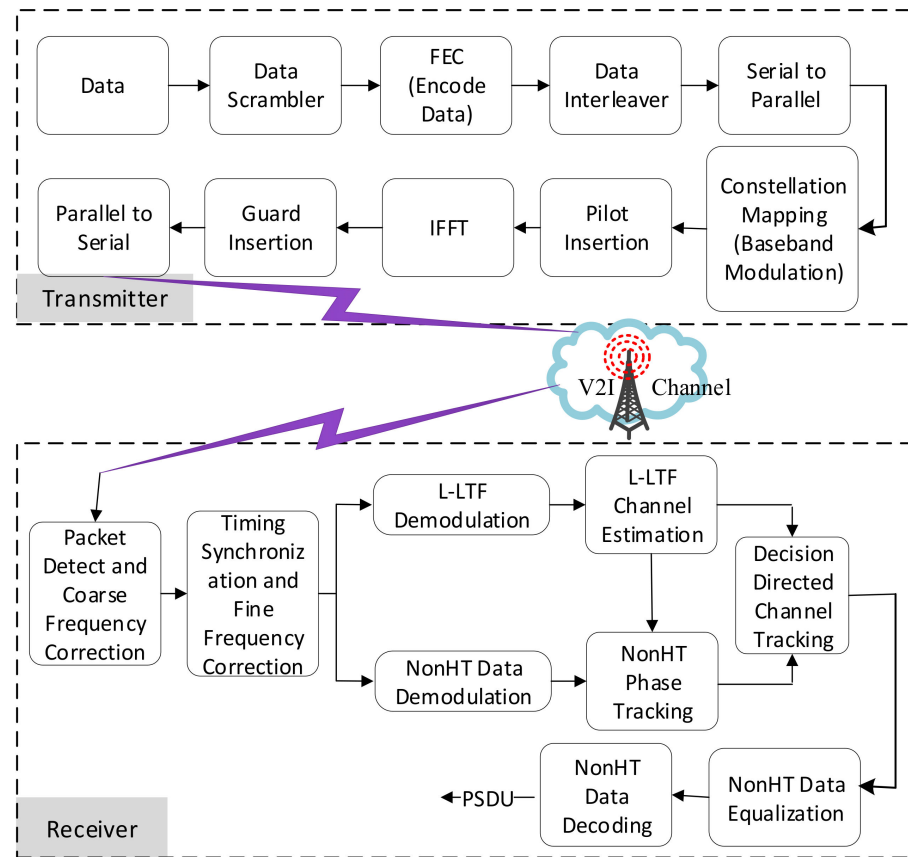 Data
Data
Scrambler
FEC
(Encode
Data)
Data
Interleaver
Serial to
Parallel
Parallel to
Serial
Guard
Insertion
IFFT
Pilot
Insertion
Constellation
Mapping
(Baseband
Modulation)
Transmitter
V2I Channel
Packet
Detect and
Coarse
Frequency
Correction
Timing
Synchroniz
ation and
Fine
Frequency
Correction
L-LTF
Demodulation
L-LTF
Channel
Estimation
NonHT Data
Demodulation
NonHT
Phase
Tracking
Decision
Directed
Channel
Tracking
NonHT Data
Equalization
NonHT
Data
Decoding
PSDU
Receiver